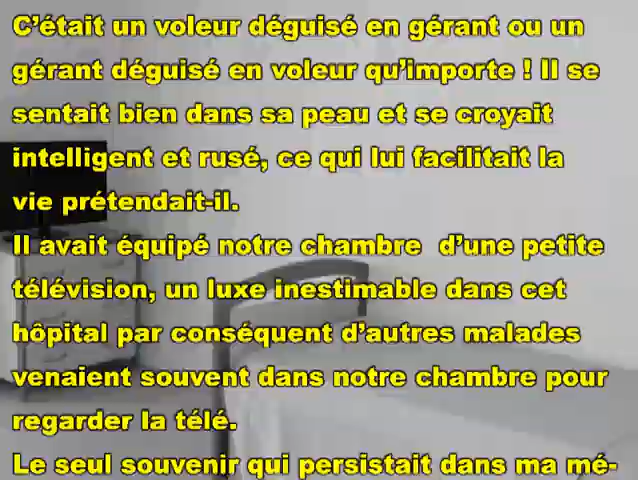 C’était un voleur déguisé en gérant ou un
gérant déguisé en voleur qu’importe ! Il se
sentait bien dans sa peau et se croyait
intelligent et rusé, ce qui lui facilitait la
vie prétendait-il.
Il avait équipé notre chambre d’une petite
télévision, un luxe inestimable dans cet
hôpital par conséquent d’autres malades
venaient souvent dans notre chambre pour
regarder la télé.
Le seul souvenir qui persistait dans ma mé-